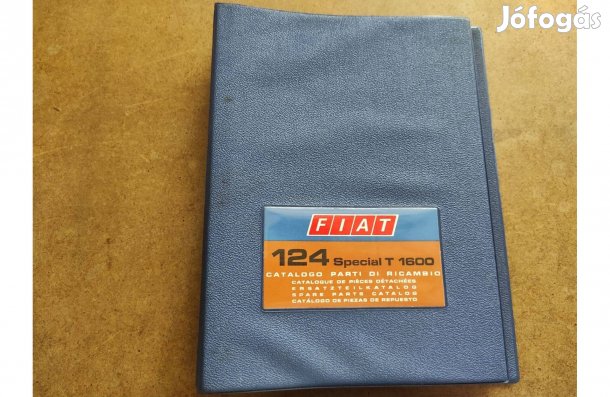 Jófogás
FIAT
124 Special T 1600
CATALOGO PARTI DI RICAMBIO
CATALOGUE DE PIÈCES DÉTACHÉES
ERSATZTEILKATALOG
SPARE PARTS CATALOG
CATÁLOGO DE PIEZAS DE REPUESTO